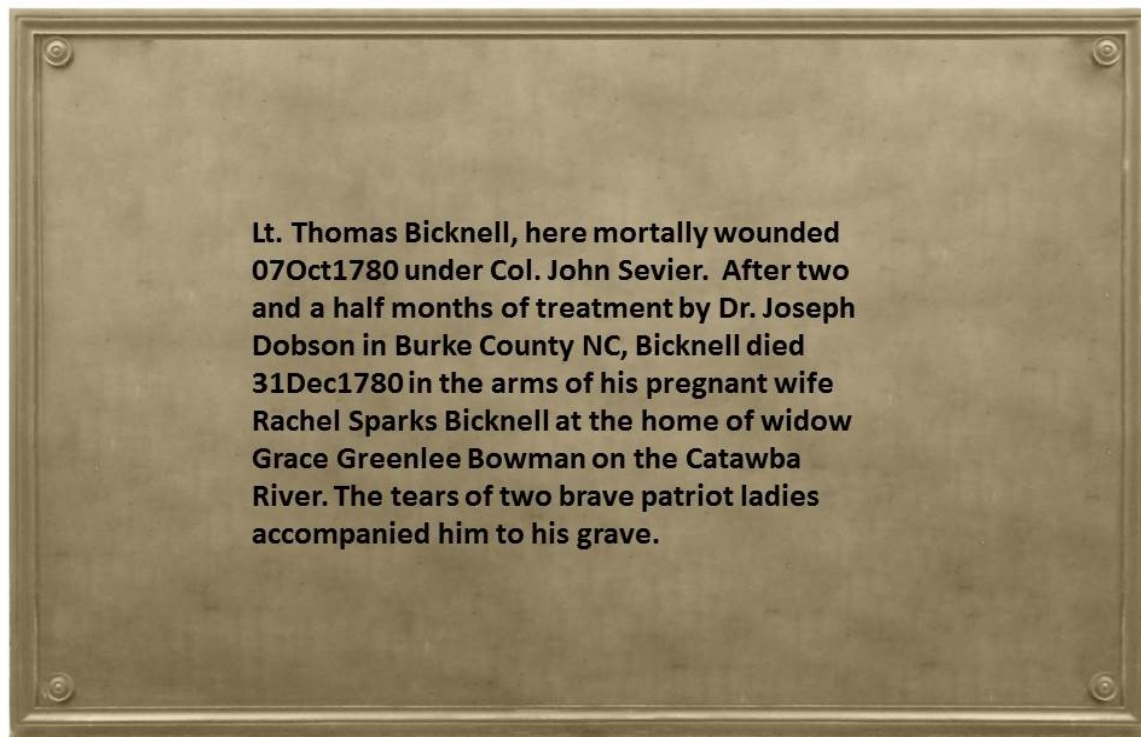 Lt. Thomas Bicknell, here mortally wounded
07Oct1780 under Col. John Sevier. After two
and a half months of treatment by Dr. Joseph
Dobson in Burke County NC, Bicknell died
31Dec1780 in the arms of his pregnant wife
Rachel Sparks Bicknell at the home of widow
Grace Greenlee Bowman on the Catawba
River. The tears of two brave patriot ladies
accompanied him to his grave.